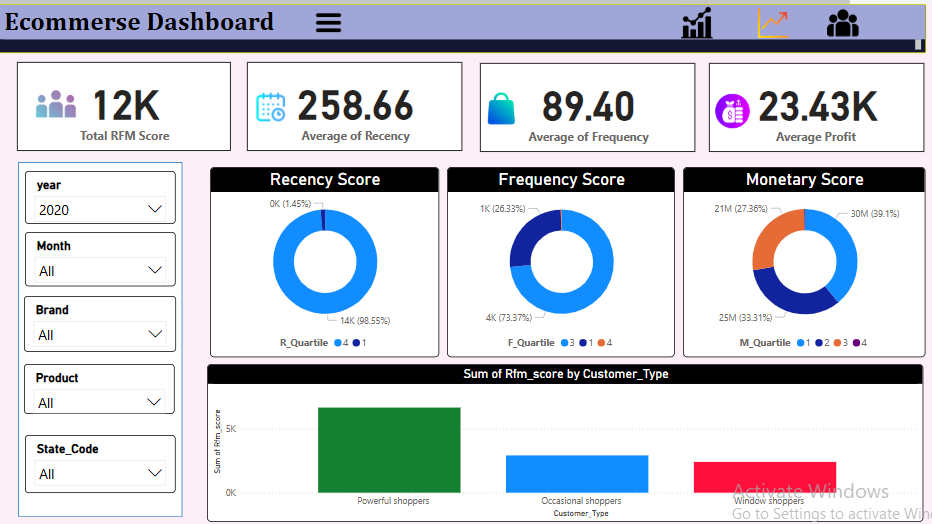 Ecommerse Dashboard
12K
Total RFM Score
258.66
Average of Recency
89.40
Average of Frequency
23.43K
Average Profit
year
2020
Month
All
Brand
All
Product
All
State_Code
All
Recency Score
0K (1.45%)
14K (98.55%)
R_Quartile 4 1
Frequency Score
1K (26.33%)
4K (73.37%)
F_Quartile 3 1 4
Monetary Score
21M (27.36%)
30M (39.1%)
25M (33.31%)
M_Quartile 1 2 3 4
Sum of Rfm_score by Customer_Type
Sum of Rfm_score
5K
0K
Powerful shoppers
Occasional shoppers
Window shoppers
Customer_Type
Activate Windows
Go to Settings to activate Win